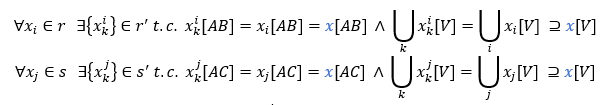 ∀x_i ∈ r ∃{x_k^i} ∈ r′ t.c. x_k^i[AB] = x_i[AB] = x[AB] ∧ ⋃_k x_k^i[V] = ⋃_i x_i[V] ⊇ x[V]
∀x_j ∈ s ∃{x_k^j} ∈ s′ t.c. x_k^j[AC] = x_j[AC] = x[AC] ∧ ⋃_k x_k^j[V] = ⋃_j x_j[V] ⊇ x[V]